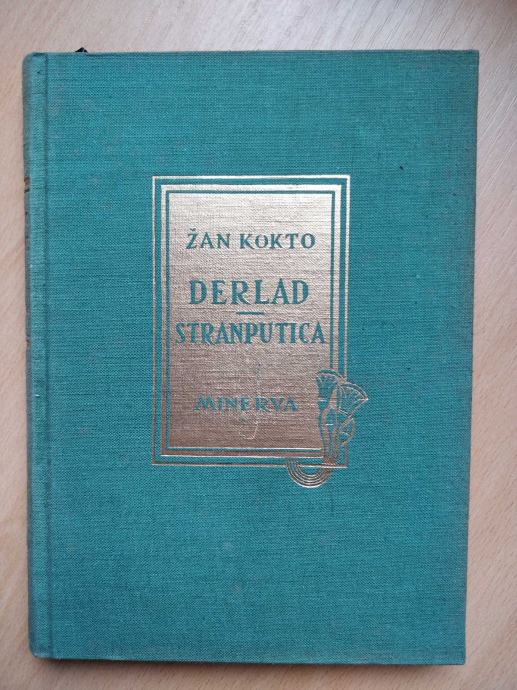 ŽAN KOKTO
DERLAD
STRANPUTICA
MINERVA